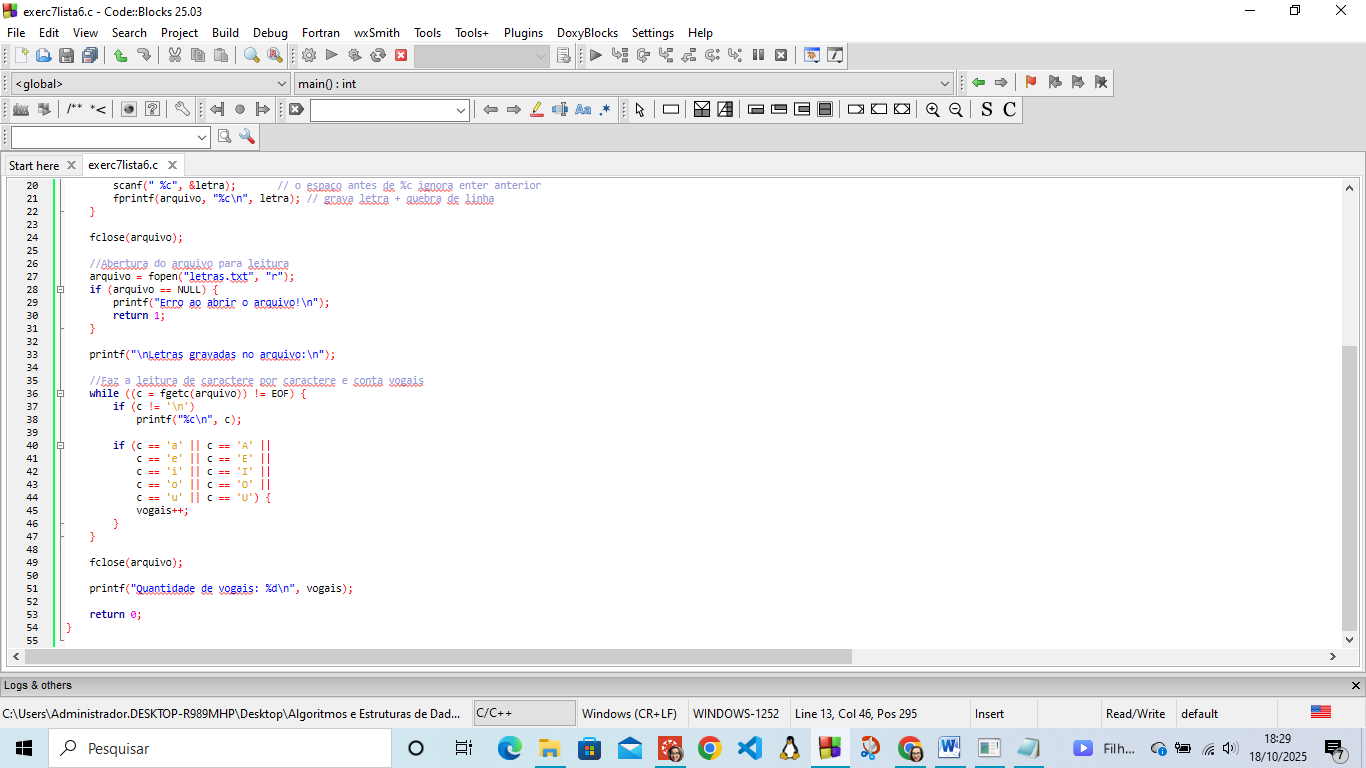 exerc7lista6.c - Code::Blocks 25.03
File Edit View Search Project Build Debug Fortran wxSmith Tools Tools+ Plugins DoxyBlocks Settings Help
<global> main() : int
/** *<
Aa .* S C
Start here exerc7lista6.c
20 scanf(" %c", &letra); // o espaco antes de %c ignora enter anterior
21 fprintf(arquivo, "%c\n", letra); // grava letra + quebra de linha
22 }
23
24 fclose(arquivo);
25
26 //Abertura do arquivo para leitura
27 arquivo = fopen("letras.txt", "r");
28 if (arquivo == NULL) {
29 printf("Erro ao abrir o arquivo!\n");
30 return 1;
31 }
32
33 printf("\nLetras gravadas no arquivo:\n");
34
35 //Faz a leitura de caractere por caractere e conta vogais
36 while ((c = fgetc(arquivo)) != EOF) {
37 if (c != '\n')
38 printf("%c\n", c);
39
40 if (c == 'a' || c == 'A' ||
41 c == 'e' || c == 'E' ||
42 c == 'i' || c == 'I' ||
43 c == 'o' || c == 'O' ||
44 c == 'u' || c == 'U') {
45 vogais++;
46 }
47 }
48
49 fclose(arquivo);
50
51 printf("Quantidade de vogais: %d\n", vogais);
52
53 return 0;
54 }
55
Logs & others
C:\Users\Administrador.DESKTOP-R989MHP\Desktop\Algoritmos e Estruturas de Dad... C/C++ Windows (CR+LF) WINDOWS-1252 Line 13, Col 46, Pos 295 Insert Read/Write default
Pesquisar Filh... 18:29
18/10/2025 7